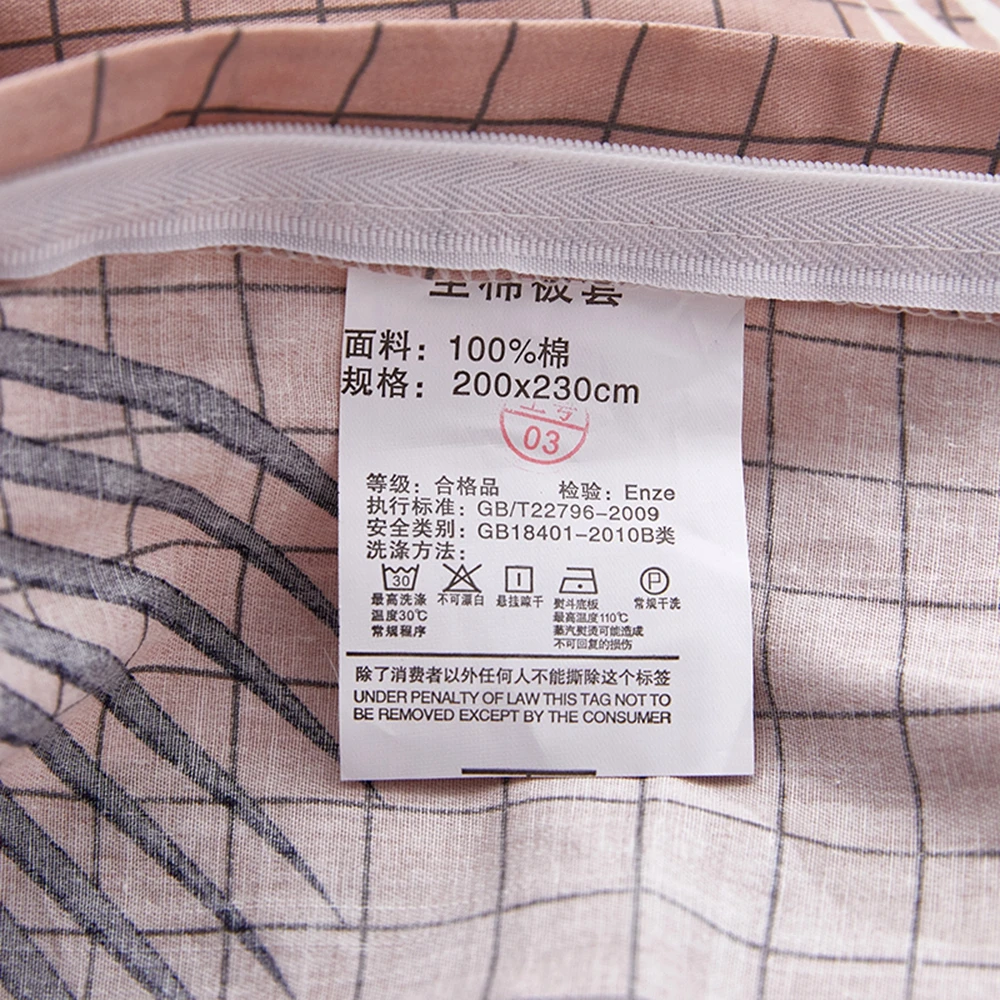 全棉被套
面料：100%棉
规格：200x230cm
工号
03
等级：合格品 检验：Enze
执行标准：GB/T22796-2009
安全类别：GB18401-2010B类
洗涤方法：
30 P
最高洗涤 不可漂白 悬挂晾干 熨斗底板 常规干洗
温度30℃ 最高温度110℃
常规程序 蒸汽熨烫可能造成
不可回复的损伤
除了消费者以外任何人不能撕除这个标签
UNDER PENALTY OF LAW THIS TAG NOT TO
BE REMOVED EXCEPT BY THE CONSUMER